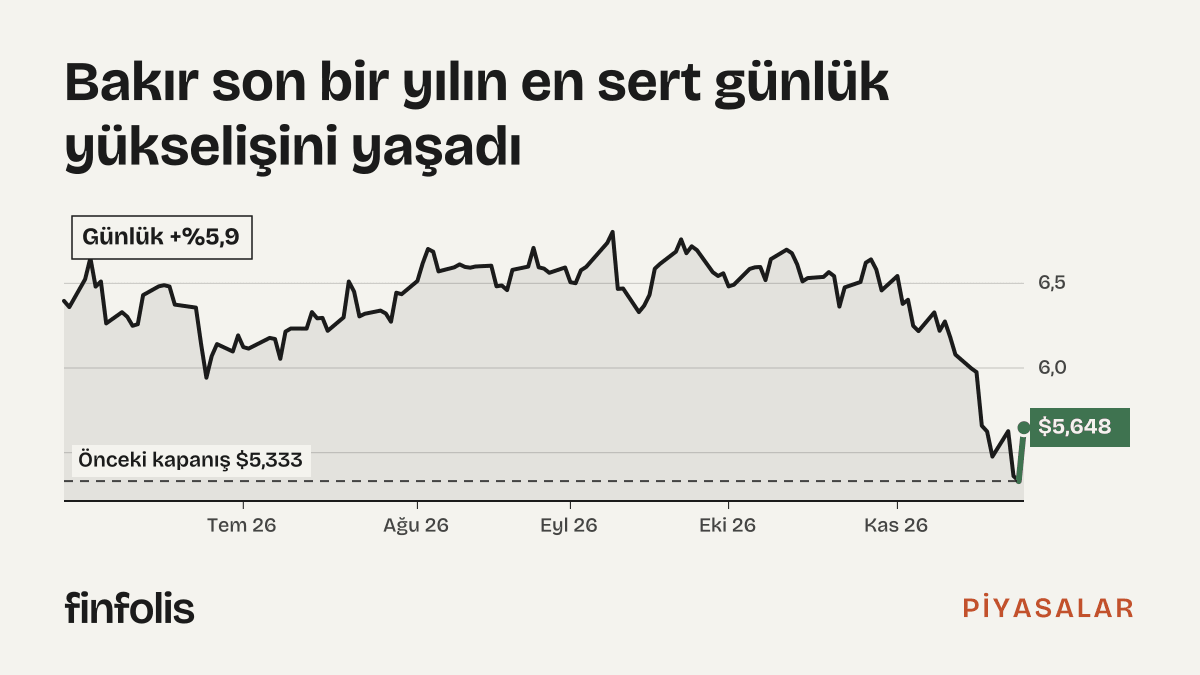 Bakır son bir yılın en sert günlük
yükselişini yaşadı
Günlük +%5,9
6,5
6,0
$5,648
Önceki kapanış $5,333
Tem 26
Ağu 26
Eyl 26
Eki 26
Kas 26
finfolis
PİYASALAR